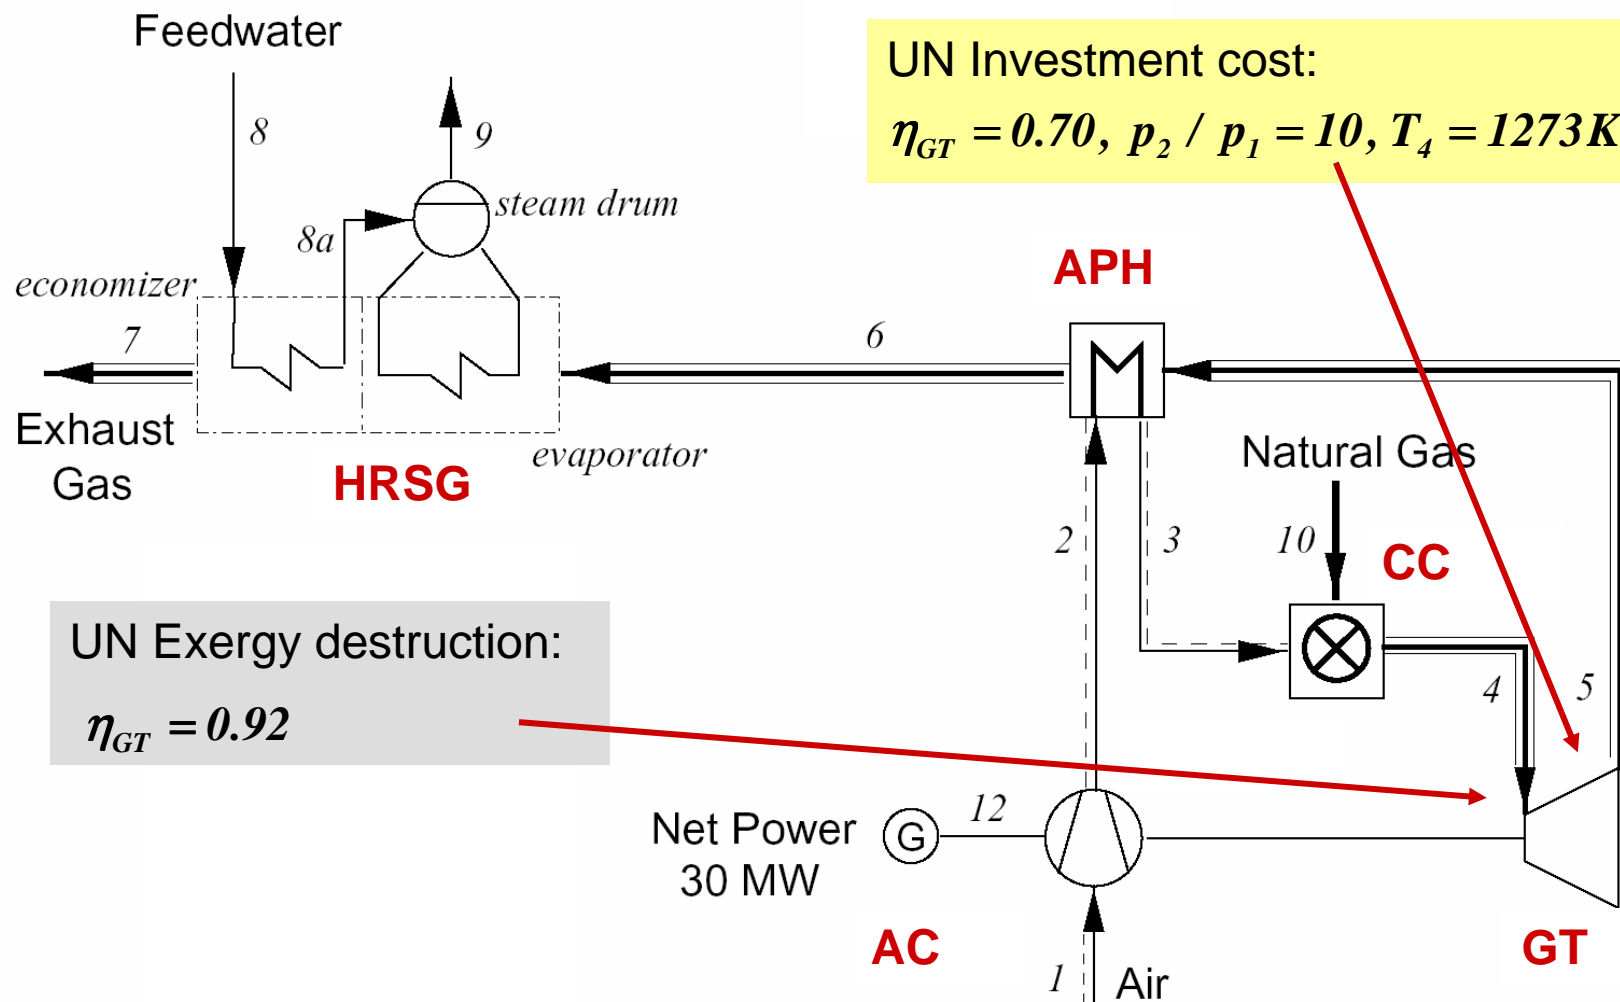 Feedwater
UN Investment cost:
η_GT = 0.70, p_2 / p_1 = 10, T_4 = 1273K
8
9
steam drum
8a
APH
economizer
7
6
Exhaust
Gas
evaporator
HRSG
Natural Gas
2
3
10
CC
UN Exergy destruction:
η_GT = 0.92
4
5
12
Net Power
30 MW
G
AC
GT
1
Air